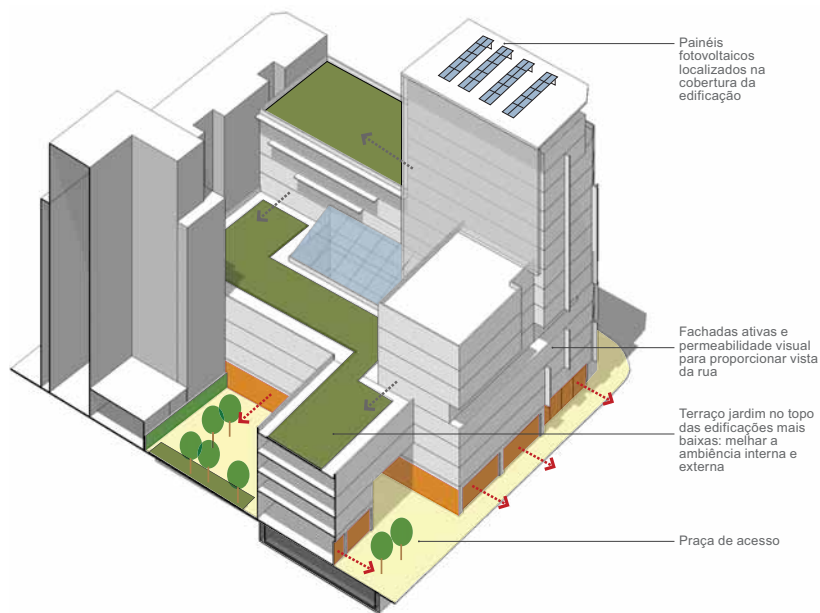 Painéis
fotovoltaicos
localizados na
cobertura da
edificação
Fachadas ativas e
permeabilidade visual
para proporcionar vista
da rua
Terraço jardim no topo
das edificações mais
baixas: melhar a
ambiência interna e
externa
Praça de acesso